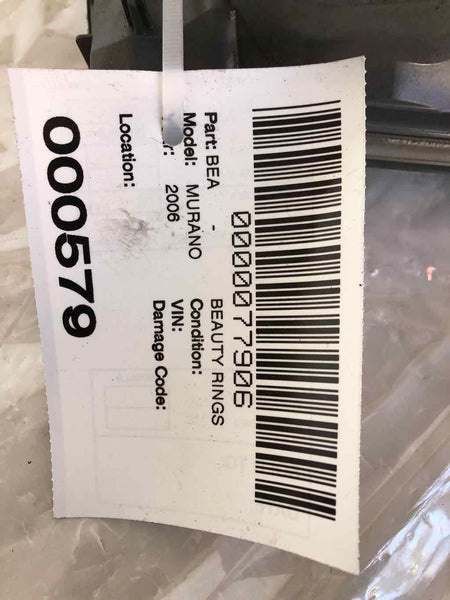 0000077906
Part: BEA - BEAUTY RINGS
Model: MURANO Condition:
r: 2006 VIN:
Damage Code:
Location:
000579